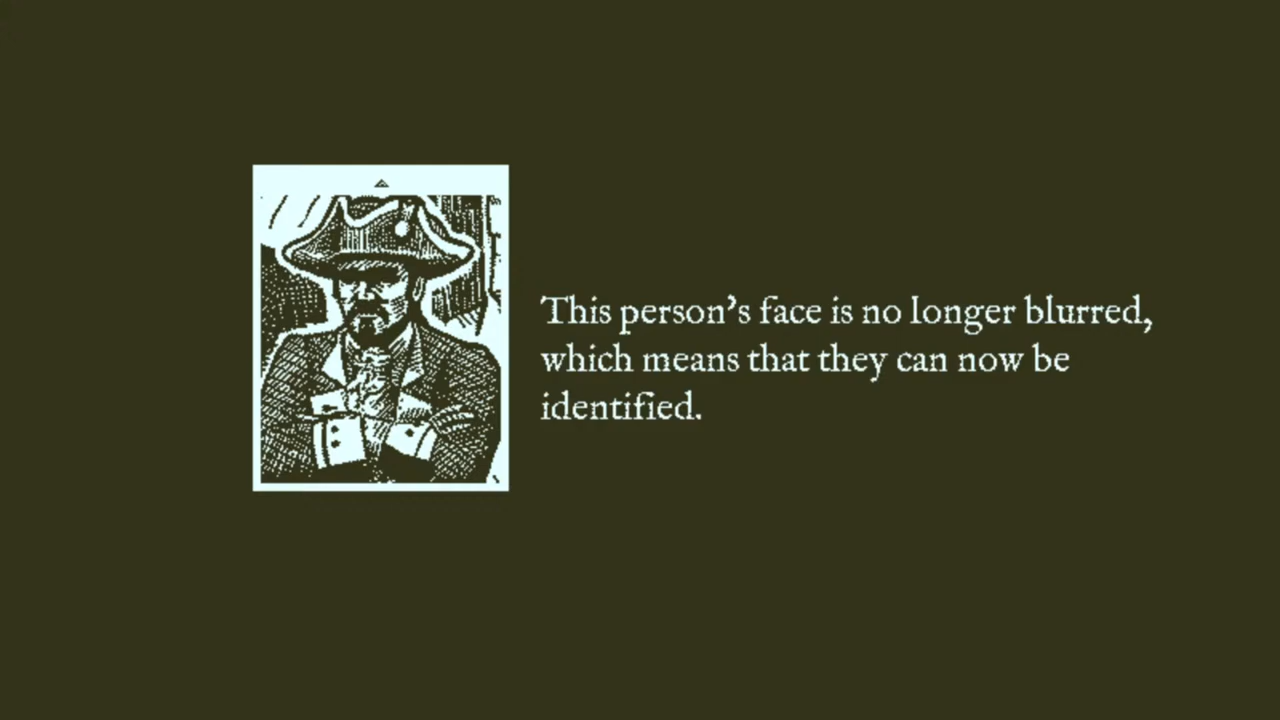 This person's face is no longer blurred,
which means that they can now be
identified.